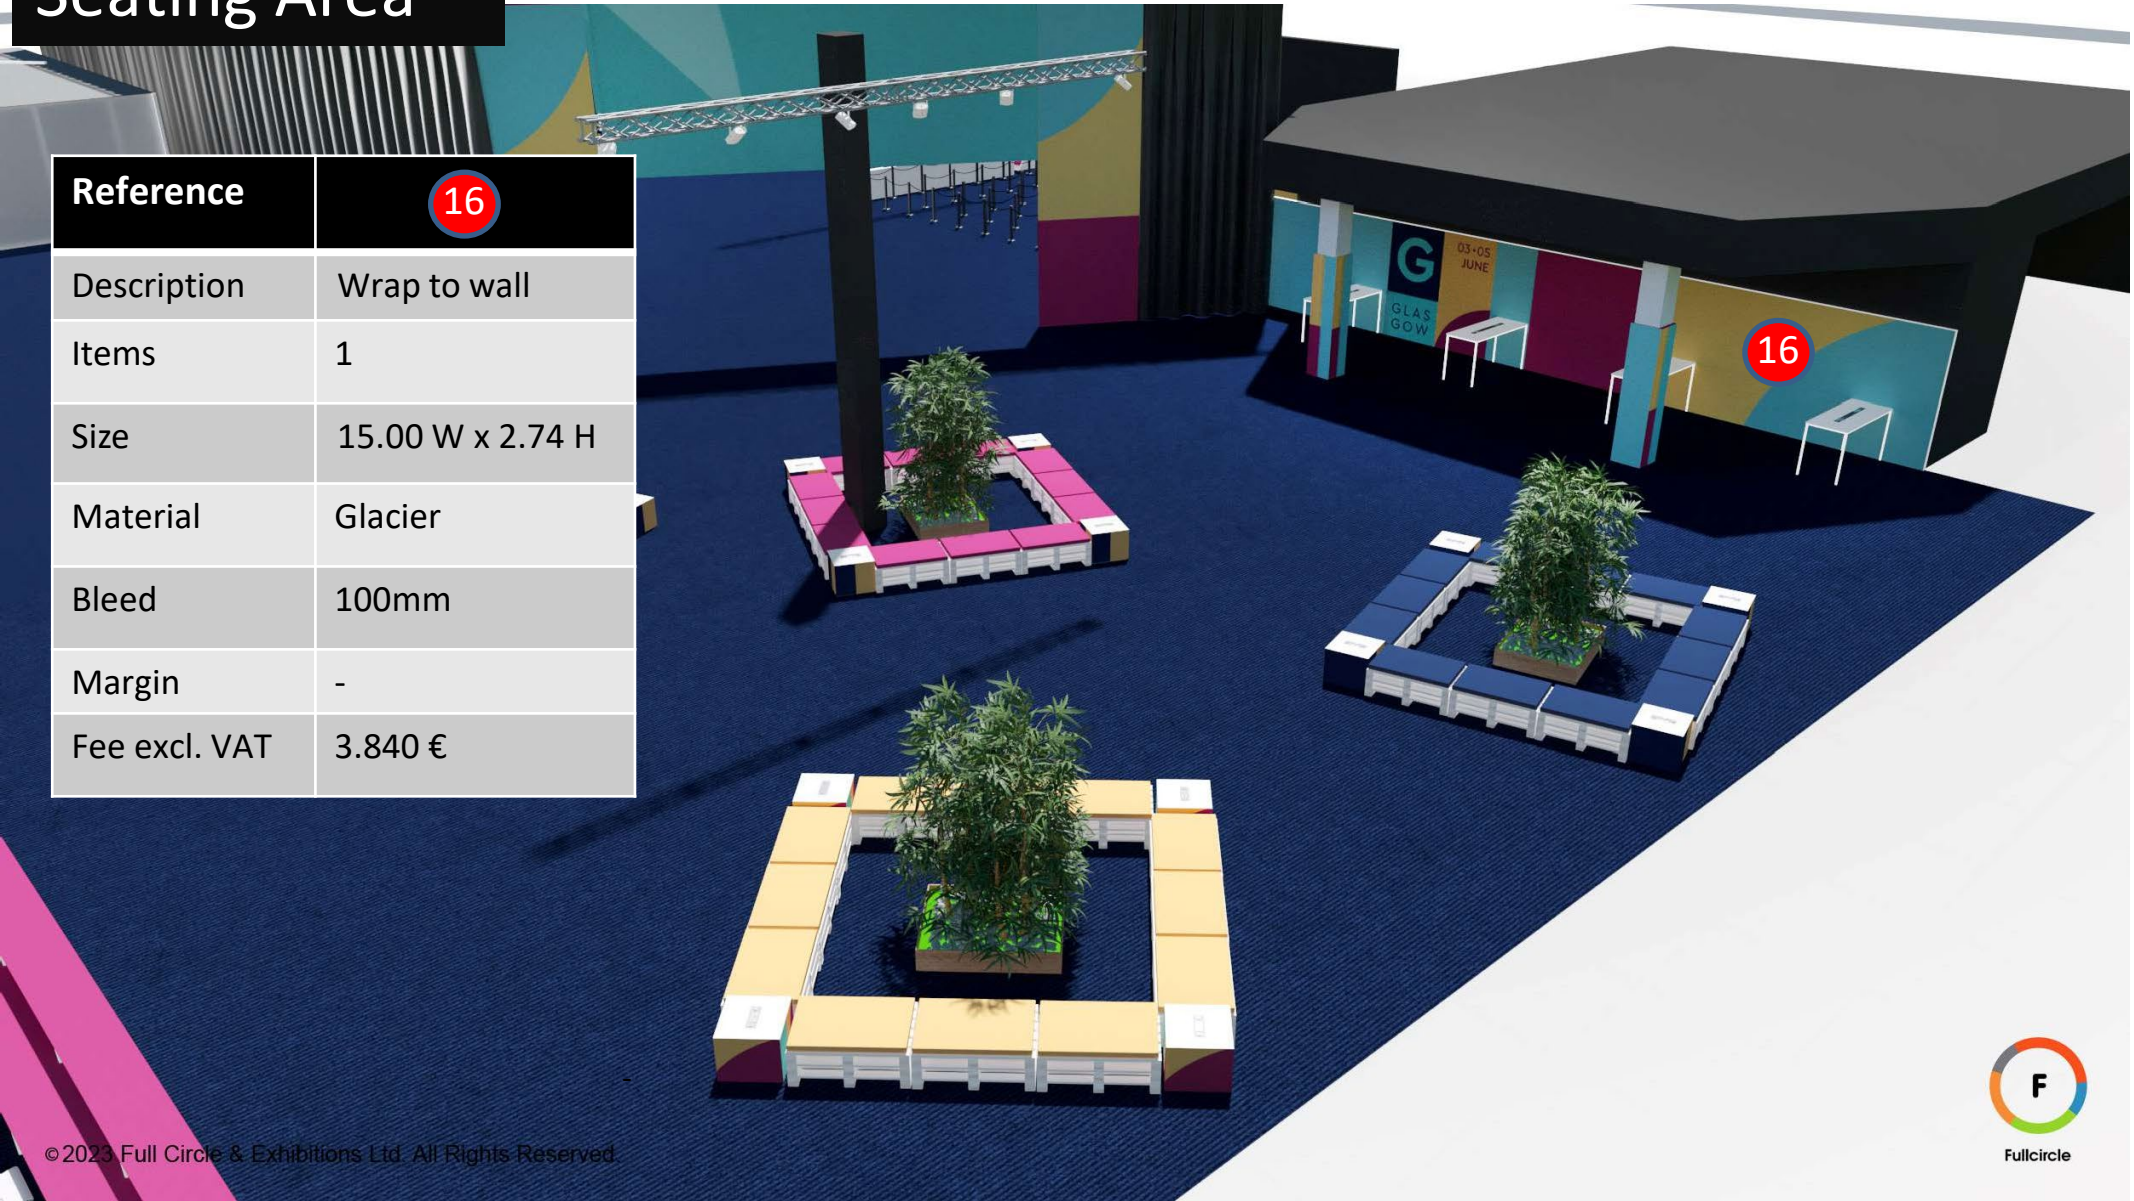 Seating Area
Reference 16
Description Wrap to wall
Items 1
Size 15.00 W x 2.74 H
Material Glacier
Bleed 100mm
Margin -
Fee excl. VAT 3.840 €
G
03+05
JUNE
GLAS
GOW
16
F
Fullcircle
©2023 Full Circle & Exhibitions Ltd. All Rights Reserved.